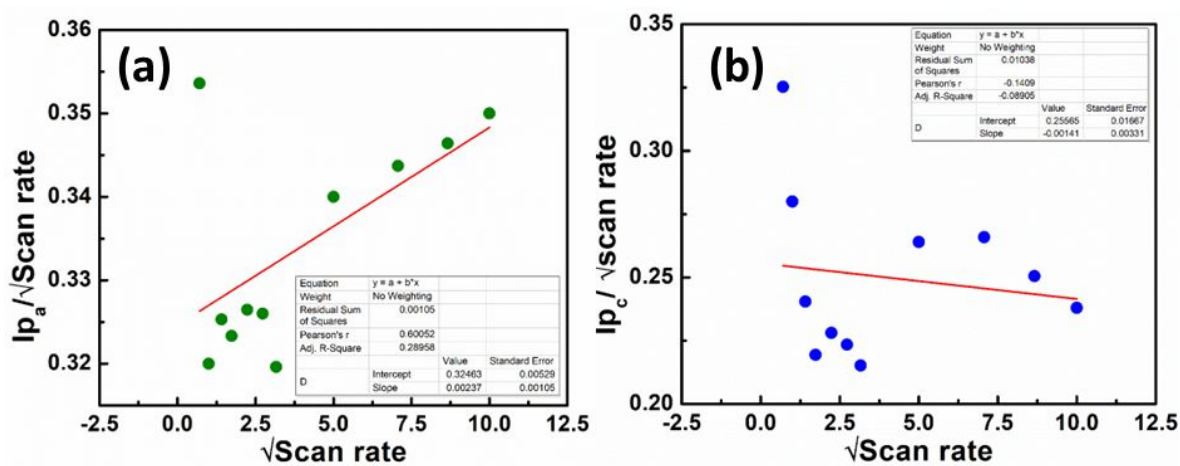 (a)
0.36
0.35
0.34
0.33
0.32
Ip_a/√Scan rate
-2.5 0.0 2.5 5.0 7.5 10.0 12.5
√Scan rate
Equation y = a + b*x
Weight No Weighting
Residual Sum of Squares 0.00105
Pearson's r 0.60052
Adj. R-Square 0.28958
Value Standard Error
D Intercept 0.32463 0.00529
Slope 0.00237 0.00105
(b)
0.35
0.30
0.25
0.20
Ip_c/ √scan rate
-2.5 0.0 2.5 5.0 7.5 10.0 12.5
√Scan rate
Equation y = a + b*x
Weight No Weighting
Residual Sum
of Squares 0.01038
Pearson's r -0.1409
Adj. R-Square -0.08905
Value Standard Error
D Intercept 0.25565 0.01667
Slope -0.00141 0.00331